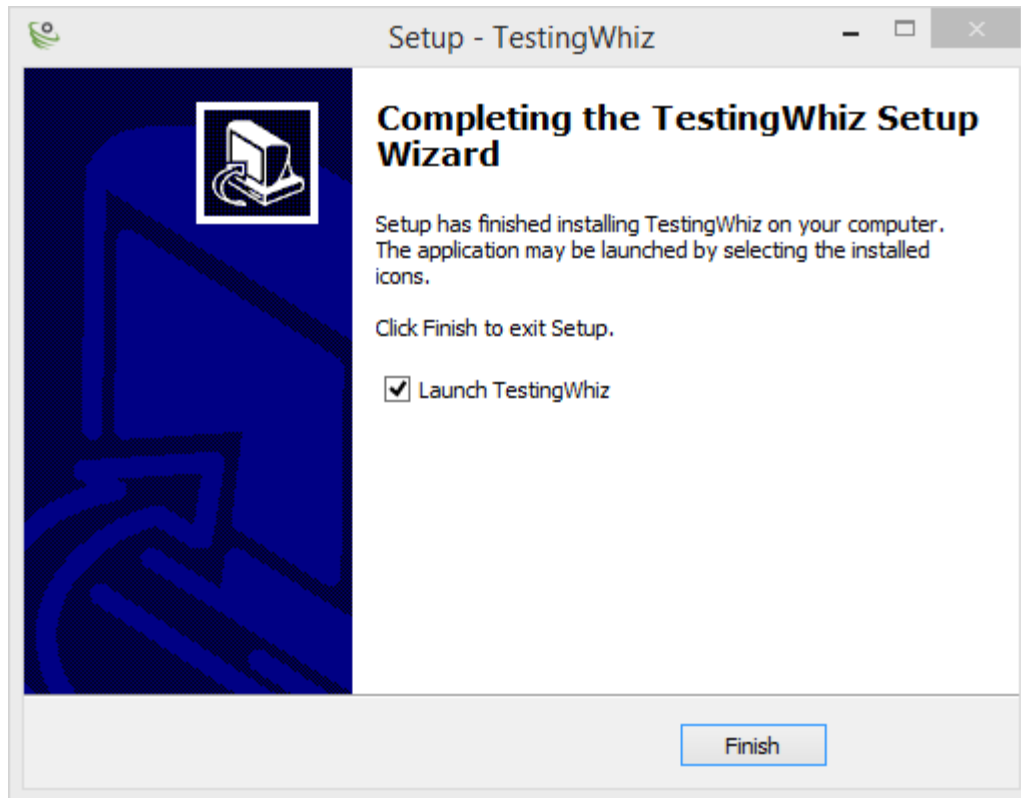 Setup - TestingWhiz
Completing the TestingWhiz Setup
Wizard
Setup has finished installing TestingWhiz on your computer.
The application may be launched by selecting the installed
icons.
Click Finish to exit Setup.
Launch TestingWhiz
Finish